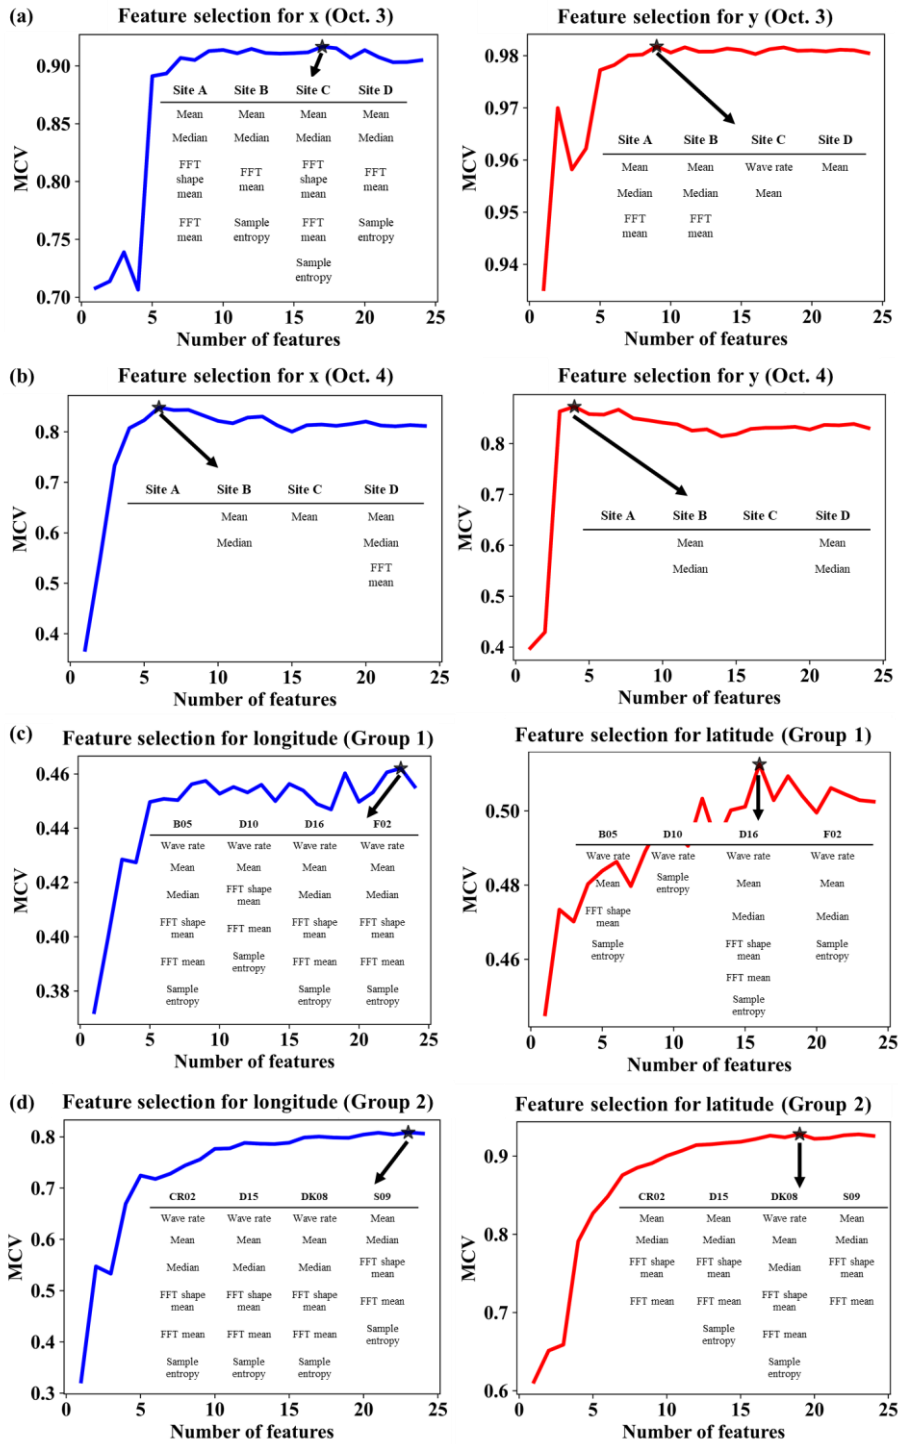 (a)
Feature selection for x (Oct. 3)
MCV
0.90
0.85
0.80
0.75
0.70
Site A Site B Site C Site D
Mean Mean Mean Mean
Median Median Median Median
FFT shape mean FFT mean FFT shape mean FFT mean
FFT mean Sample entropy FFT mean Sample entropy
Sample entropy
0 5 10 15 20 25
Number of features
Feature selection for y (Oct. 3)
MCV
0.98
0.97
0.96
0.95
0.94
Site A Site B Site C Site D
Mean Mean Wave rate Mean
Median Median Mean
FFT mean FFT mean
0 5 10 15 20 25
Number of features
(b)
Feature selection for x (Oct. 4)
MCV
0.8
0.7
0.6
0.5
0.4
Site A Site B Site C Site D
Mean Mean Mean
Median Median
FFT mean
0 5 10 15 20 25
Number of features
Feature selection for y (Oct. 4)
MCV
0.8
0.7
0.6
0.5
0.4
Site A Site B Site C Site D
Mean Mean
Median Median
0 5 10 15 20 25
Number of features
(c)
Feature selection for longitude (Group 1)
MCV
0.46
0.44
0.42
0.40
0.38
B05 D10 D16 F02
Wave rate Wave rate Wave rate Wave rate
Mean Mean Mean Mean
Median FFT shape mean Median Median
FFT shape mean FFT mean FFT shape mean FFT shape mean
FFT mean Sample entropy FFT mean FFT mean
Sample entropy Sample entropy Sample entropy
0 5 10 15 20 25
Number of features
Feature selection for latitude (Group 1)
MCV
0.50
0.48
0.46
B05 D10 D16 F02
Wave rate Wave rate Wave rate Wave rate
Mean Sample entropy Mean Mean
FFT shape mean Median Median
Sample entropy FFT shape mean Sample entropy
FFT mean
Sample entropy
0 5 10 15 20 25
Number of features
(d)
Feature selection for longitude (Group 2)
MCV
0.8
0.7
0.6
0.5
0.4
0.3
CR02 D15 DK08 S09
Wave rate Wave rate Wave rate Mean
Mean Mean Mean Median
Median Median Median FFT shape mean
FFT shape mean FFT shape mean FFT shape mean FFT mean
FFT mean FFT mean FFT mean Sample entropy
Sample entropy Sample entropy Sample entropy
0 5 10 15 20 25
Number of features
Feature selection for latitude (Group 2)
MCV
0.9
0.8
0.7
0.6
CR02 D15 DK08 S09
Mean Mean Wave rate Mean
Median Median Mean Median
FFT shape mean FFT shape mean Median FFT shape mean
FFT mean FFT mean FFT shape mean FFT mean
Sample entropy FFT mean
Sample entropy
0 5 10 15 20 25
Number of features